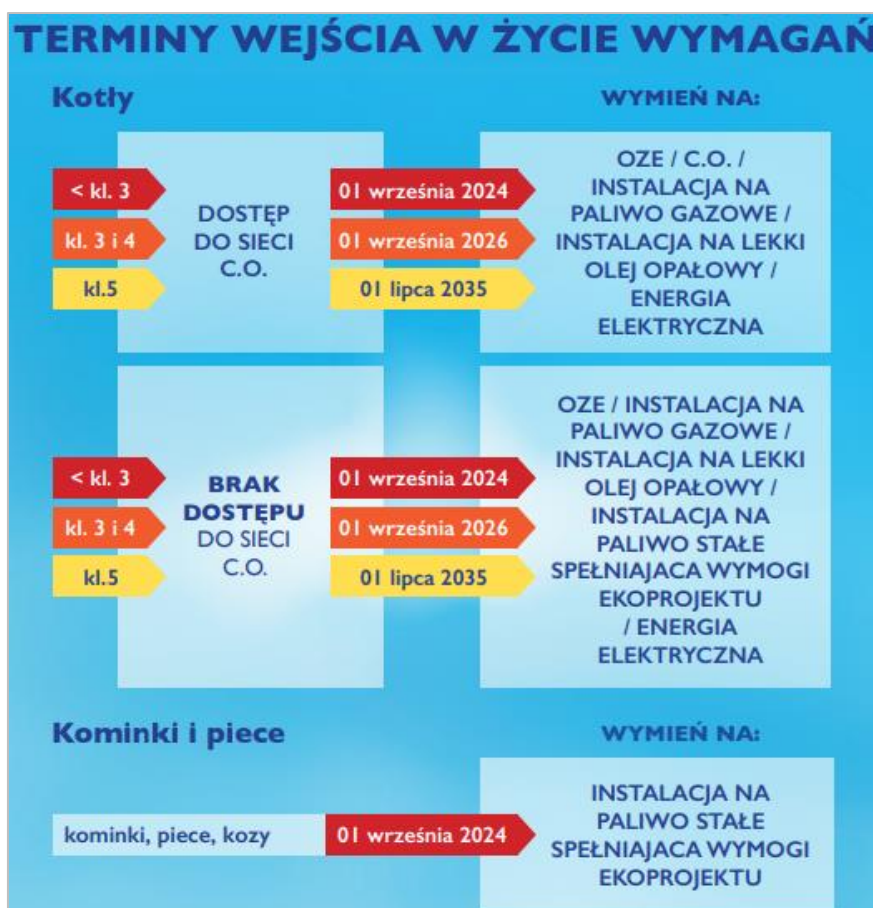 TERMINY WEJŚCIA W ŻYCIE WYMAGAŃ
Kotły
WYMIEŃ NA:
< kl. 3
kl. 3 i 4
kl.5
DOSTĘP
DO SIECI
C.O.
01 września 2024
01 września 2026
01 lipca 2035
OZE / C.O. /
INSTALACJA NA
PALIWO GAZOWE /
INSTALACJA NA LEKKI
OLEJ OPAŁOWY /
ENERGIA
ELEKTRYCZNA
< kl. 3
kl. 3 i 4
kl.5
BRAK
DOSTĘPU
DO SIECI
C.O.
01 września 2024
01 września 2026
01 lipca 2035
OZE / INSTALACJA NA
PALIWO GAZOWE /
INSTALACJA NA LEKKI
OLEJ OPAŁOWY /
INSTALACJA NA
PALIWO STAŁE
SPEŁNIAJACA WYMOGI
EKOPROJEKTU
/ ENERGIA
ELEKTRYCZNA
Kominki i piece
WYMIEŃ NA:
kominki, piece, kozy
01 września 2024
INSTALACJA NA
PALIWO STAŁE
SPEŁNIAJACA WYMOGI
EKOPROJEKTU